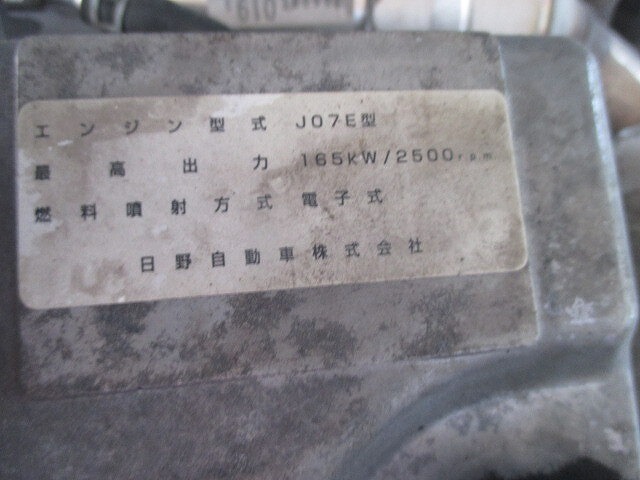 エンジン型式 J07E型
最高出力 165kW/2500rpm
燃料噴射方式 電子式
日野自動車株式会社